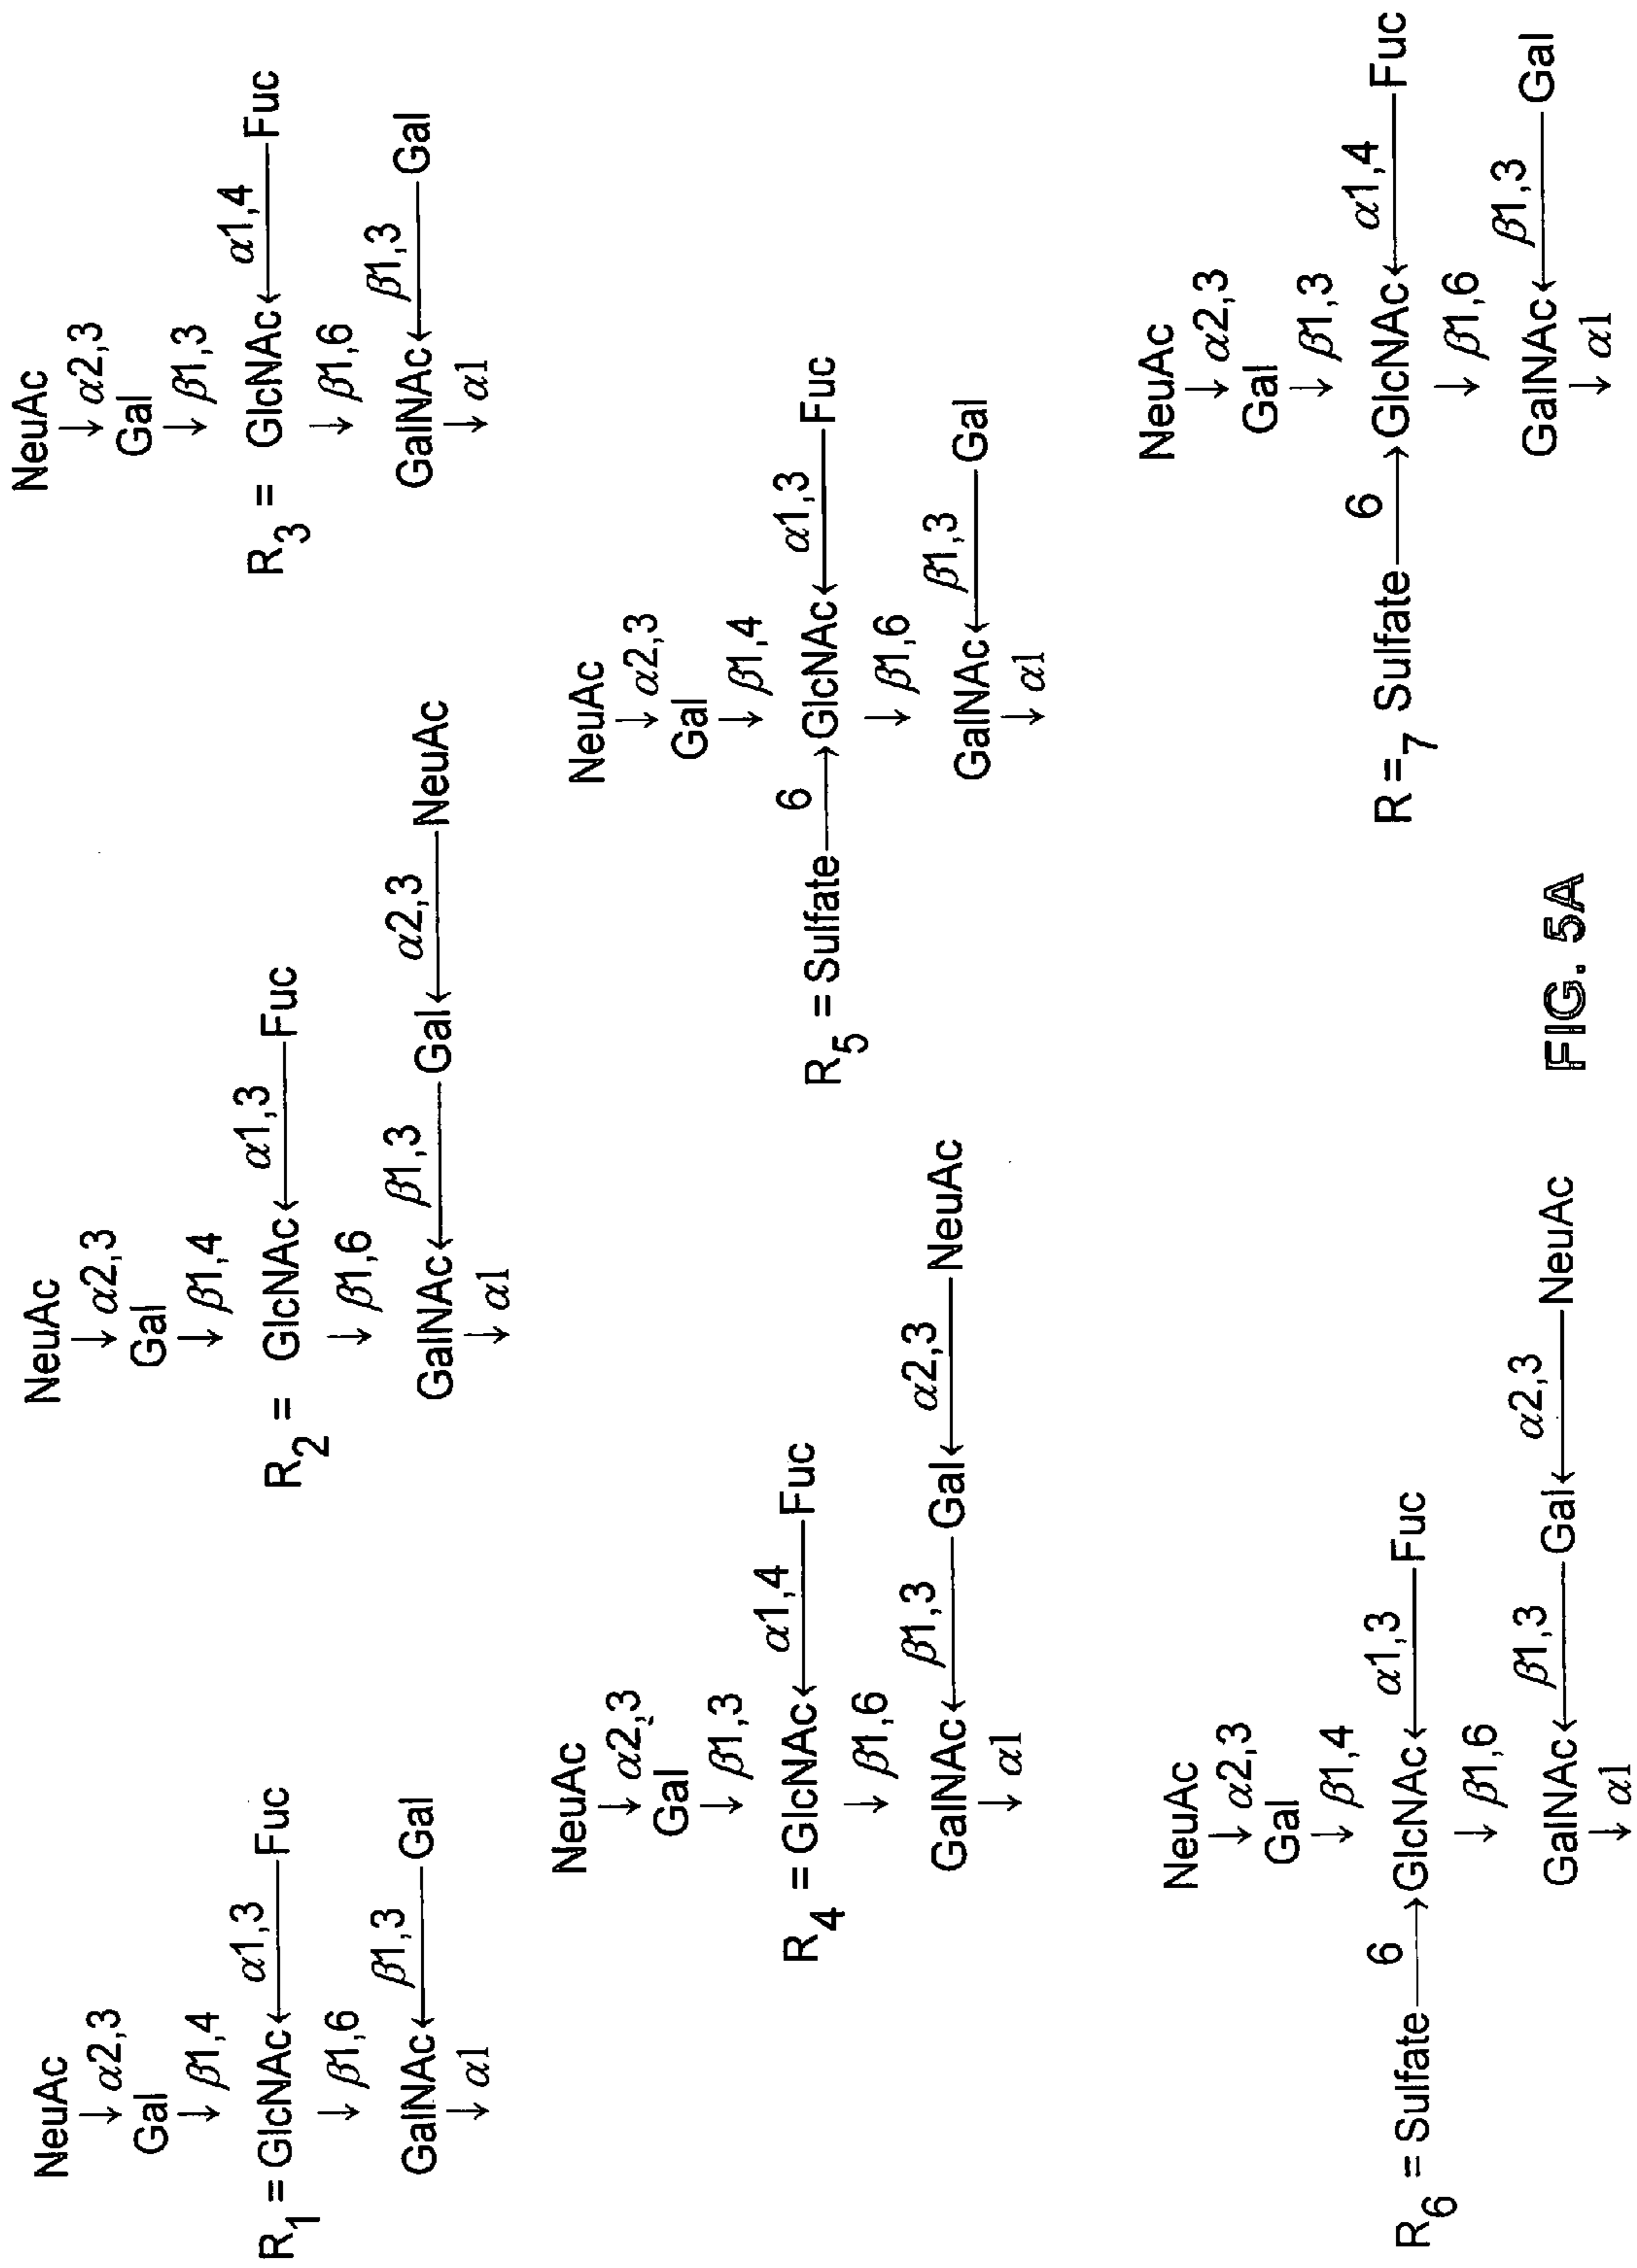 NeuAc
↓ α2,3
Gal
↓ β1,4
R1 = GlcNAc ← α1,3 Fuc
↓ β1,6
GalNAc ← β1,3 Gal
↓ α1
NeuAc
↓ α2,3
Gal
↓ β1,4
R2 = GlcNAc ← α1,3 Fuc
↓ β1,6
GalNAc ← β1,3 Gal ← α2,3 NeuAc
↓ α1
NeuAc
↓ α2,3
Gal
↓ β1,3
R3 = GlcNAc ← α1,4 Fuc
↓ β1,6
GalNAc ← β1,3 Gal
↓ α1
NeuAc
↓ α2,3
Gal
↓ β1,3
R4 = GlcNAc ← α1,4 Fuc
↓ β1,6
GalNAc ← β1,3 Gal ← α2,3 NeuAc
↓ α1
NeuAc
↓ α2,3
Gal
↓ β1,4
R5 = Sulfate 6 → GlcNAc ← α1,3 Fuc
↓ β1,6
GalNAc ← β1,3 Gal
↓ α1
NeuAc
↓ α2,3
Gal
↓ β1,4
R6 = Sulfate 6 → GlcNAc ← α1,3 Fuc
↓ β1,6
GalNAc ← β1,3 Gal ← α2,3 NeuAc
↓ α1
NeuAc
↓ α2,3
Gal
↓ β1,3
R =7 Sulfate 6 → GlcNAc ← α1,4 Fuc
↓ β1,6
GalNAc ← β1,3 Gal
↓ α1
FIG. 5A